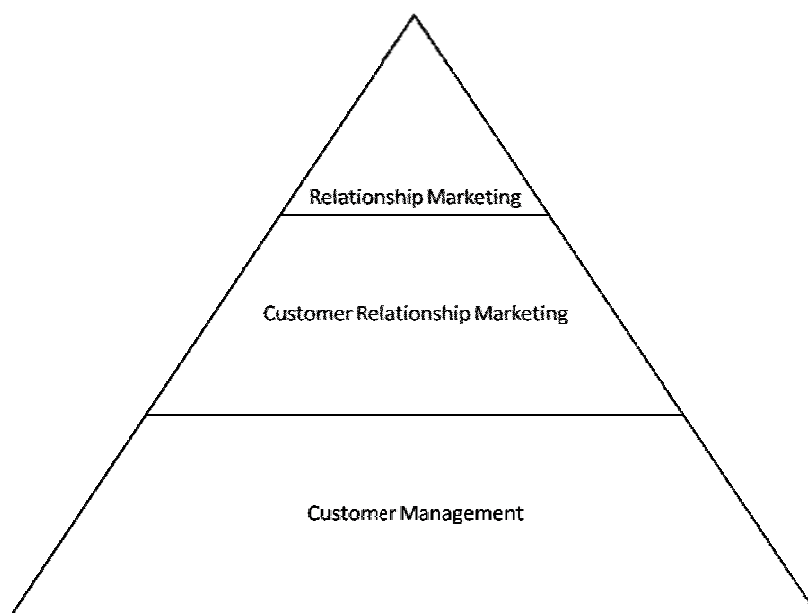 Relationship Marketing
Customer Relationship Marketing
Customer Management